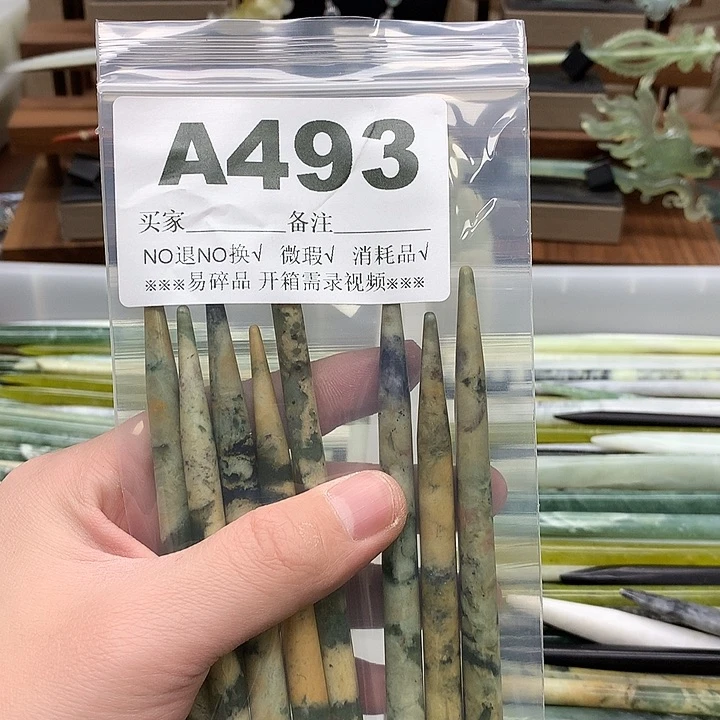 A493
买家________备注________
NO退NO换√ 微瑕√ 消耗品√
※※※易碎品 开箱需录视频※※※